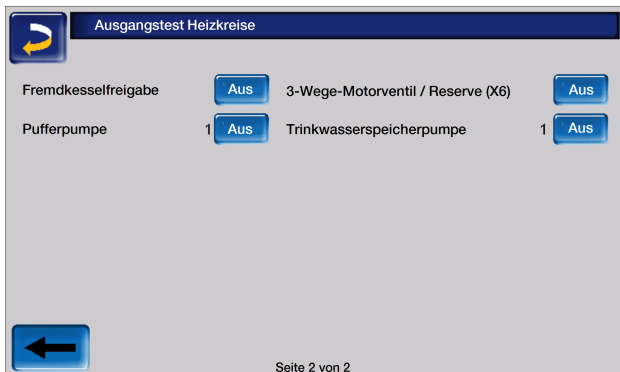 Ausgangstest Heizkreise
Fremdkesselfreigabe Aus 3-Wege-Motorventil / Reserve (X6) Aus
Pufferpumpe 1 Aus Trinkwasserspeicherpumpe 1 Aus
Seite 2 von 2